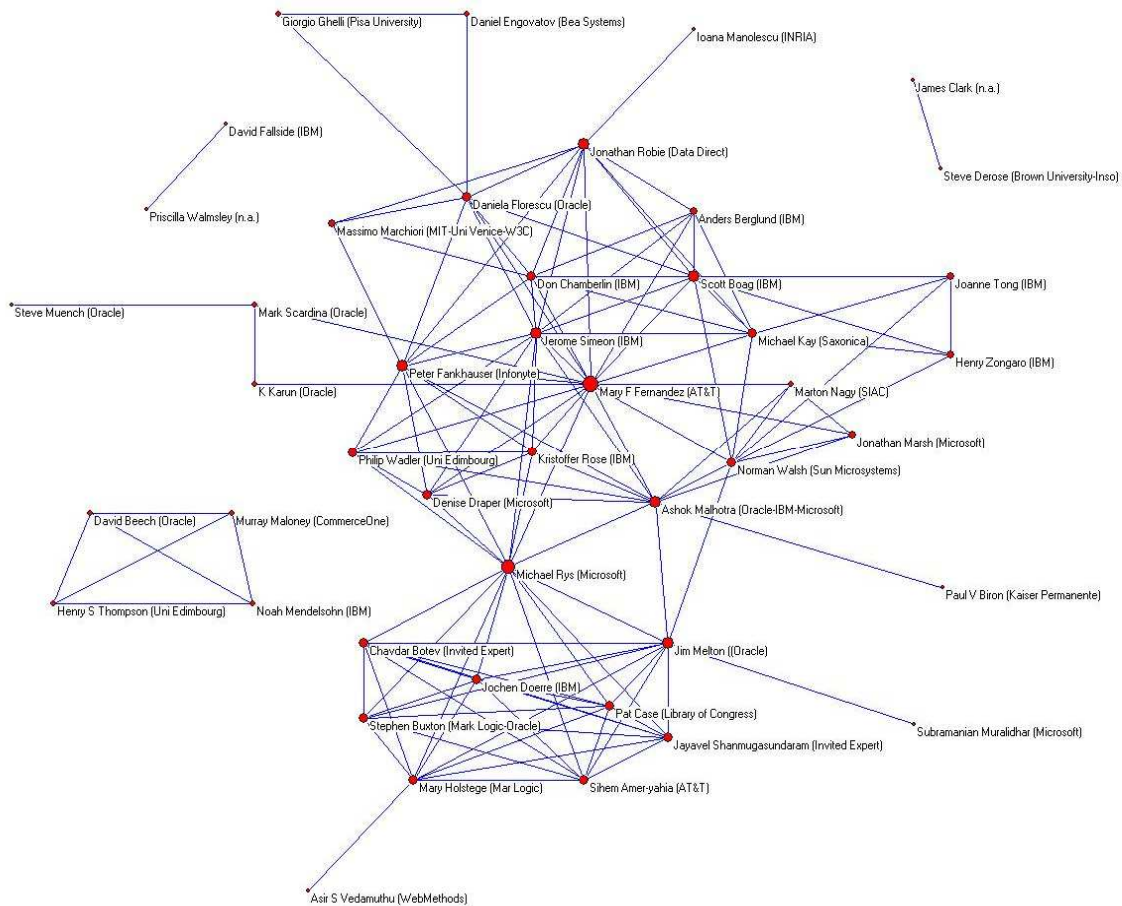 Giorgio Ghelli (Pisa University)
Daniel Engovatov (Bea Systems)
Ioana Manolescu (INRIA)
James Clark (n.a.)
David Fallside (IBM)
Jonathan Robie (Data Direct)
Steve Derose (Brown University-Inso)
Daniela Florescu (Oracle)
Priscilla Walmsley (n.a.)
Anders Berglund (IBM)
Massimo Marchiori (MIT-Uni Venice-W3C)
Don Chamberlin (IBM)
Scott Boag (IBM)
Joanne Tong (IBM)
Steve Muench (Oracle)
Mark Scardina (Oracle)
Jerome Simeon (IBM)
Michael Kay (Saxonica)
Henry Zongaro (IBM)
Peter Fankhauser (Infonyte)
K Karun (Oracle)
Mary F Fernandez (AT&T)
Marton Nagy (SIAC)
Jonathan Marsh (Microsoft)
Philip Wadler (Uni Edimbourg)
Kristoffer Rose (IBM)
Norman Walsh (Sun Microsystems)
Denise Draper (Microsoft)
Ashok Malhotra (Oracle-IBM-Microsoft)
David Beech (Oracle)
Murray Maloney (CommerceOne)
Michael Rys (Microsoft)
Paul V Biron (Kaiser Permanente)
Henry S Thompson (Uni Edimbourg)
Noah Mendelsohn (IBM)
Chavdar Botev (Invited Expert)
Jim Melton ((Oracle)
Jochen Doerre (IBM)
Pat Case (Library of Congress)
Stephen Buxton (Mark Logic-Oracle)
Subramanian Muralidhar (Microsoft)
Jayavel Shanmugasundaram (Invited Expert)
Mary Holstege (Mar Logic)
Sihem Amer-yahia (AT&T)
Asir S Vedamuthu (WebMethods)